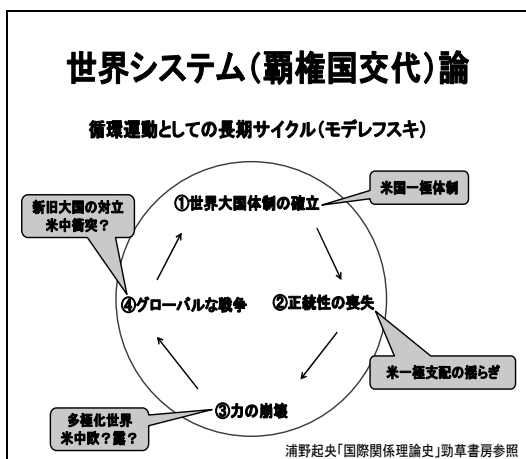 世界システム(覇権国交代)論
循環運動としての長期サイクル(モデレフスキ)
米国一極体制
新旧大国の対立
米中衝突?
①世界大国体制の確立
④グローバルな戦争
②正統性の喪失
米一極支配の揺らぎ
③力の崩壊
多極化世界
米中欧?露?
浦野起央「国際関係理論史」勁草書房参照